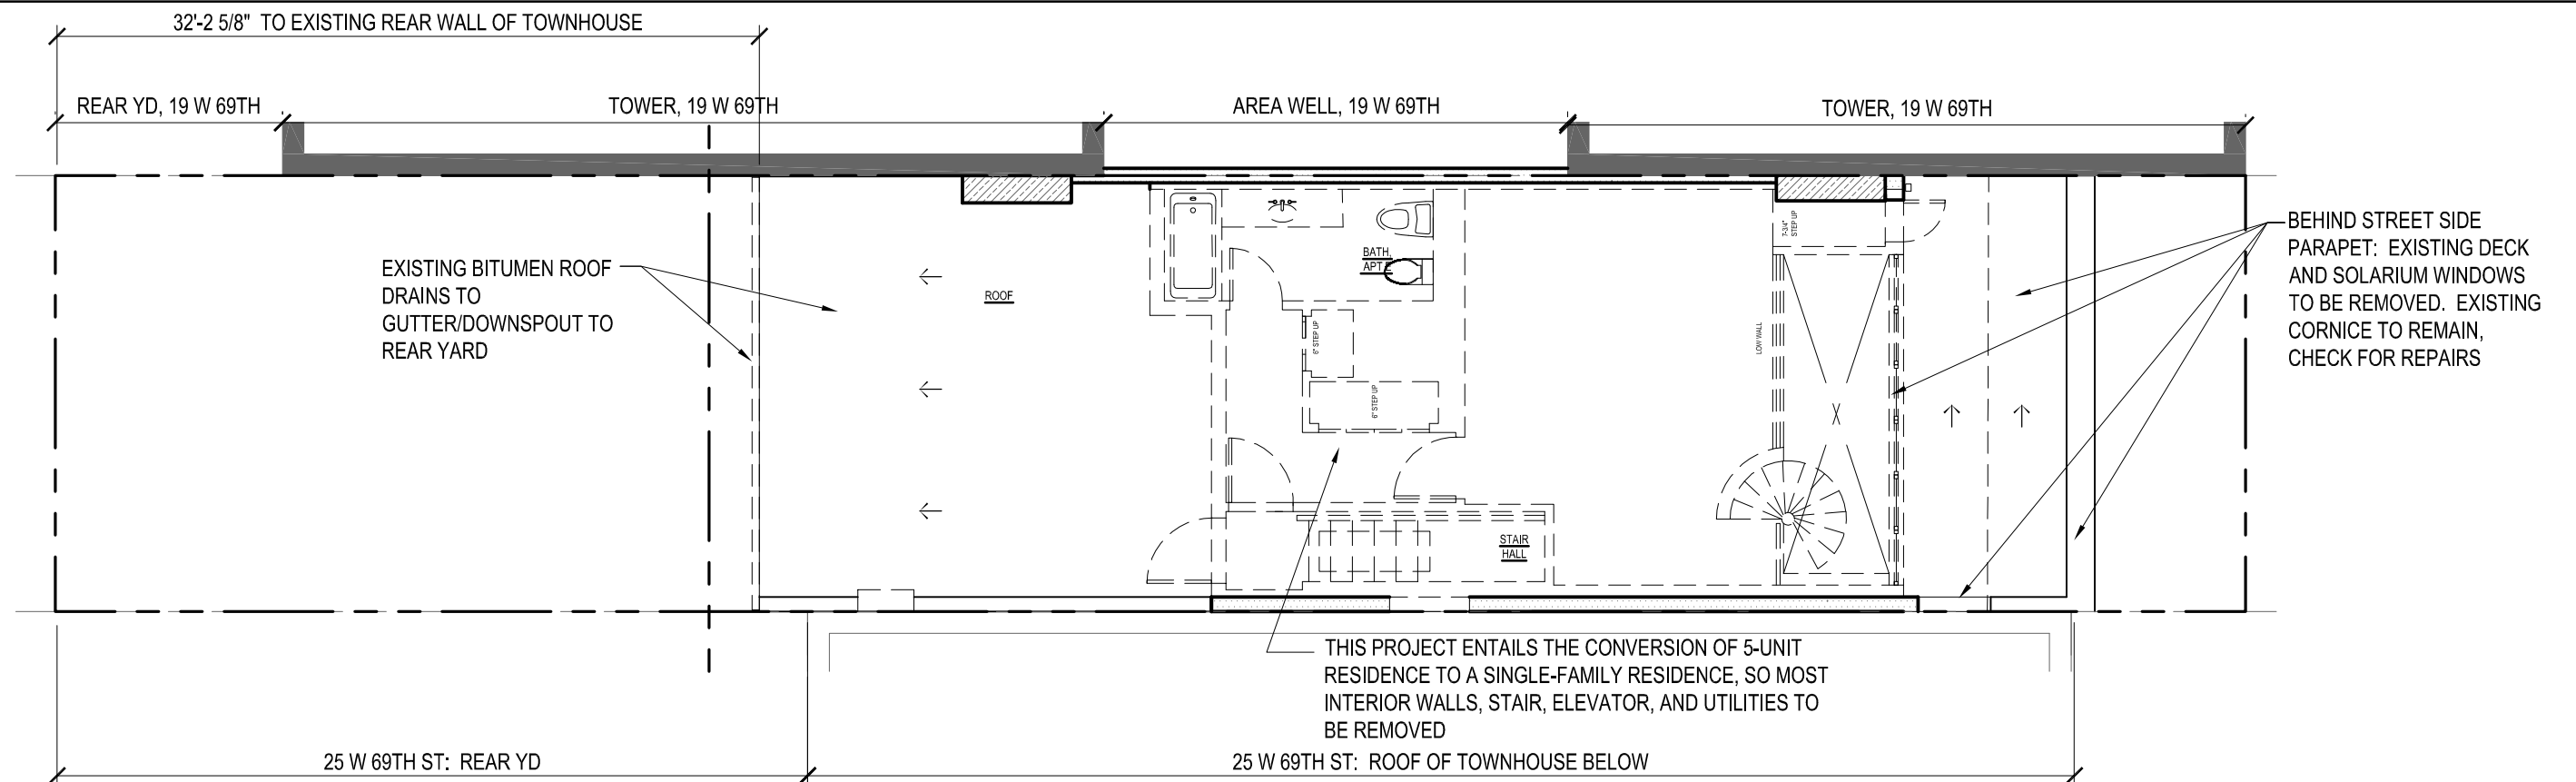 32'-2 5/8" TO EXISTING REAR WALL OF TOWNHOUSE
REAR YD, 19 W 69TH
TOWER, 19 W 69TH
AREA WELL, 19 W 69TH
TOWER, 19 W 69TH
EXISTING BITUMEN ROOF
DRAINS TO
GUTTER/DOWNSPOUT TO
REAR YARD
ROOF
BATH,
APT E
8" STEP UP
6" STEP UP
STAIR
HALL
LOW WALL
7-3/4"
STEP UP
BEHIND STREET SIDE
PARAPET: EXISTING DECK
AND SOLARIUM WINDOWS
TO BE REMOVED. EXISTING
CORNICE TO REMAIN,
CHECK FOR REPAIRS
THIS PROJECT ENTAILS THE CONVERSION OF 5-UNIT
RESIDENCE TO A SINGLE-FAMILY RESIDENCE, SO MOST
INTERIOR WALLS, STAIR, ELEVATOR, AND UTILITIES TO
BE REMOVED
25 W 69TH ST: REAR YD
25 W 69TH ST: ROOF OF TOWNHOUSE BELOW